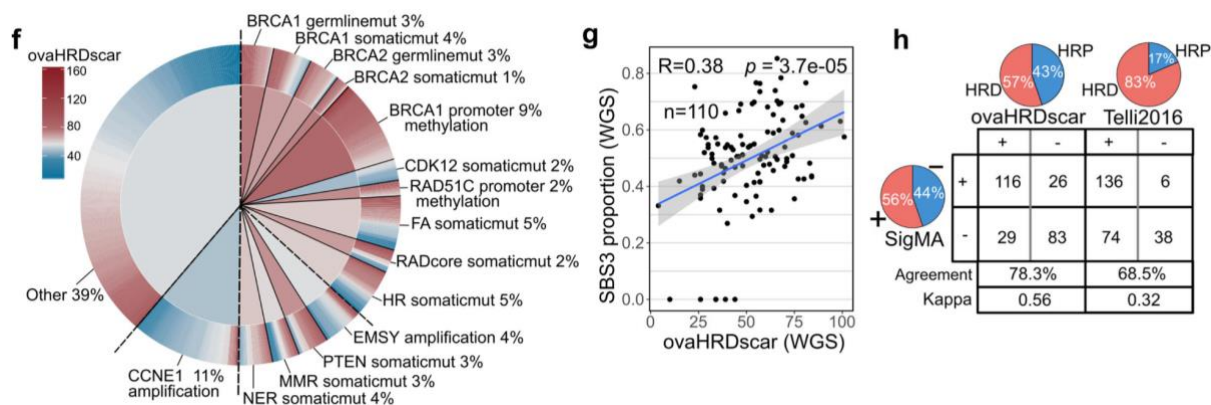 f
ovaHRDscar
160
120
80
40
BRCA1 germlinemut 3%
BRCA1 somaticmut 4%
BRCA2 germlinemut 3%
BRCA2 somaticmut 1%
BRCA1 promoter 9%
methylation
CDK12 somaticmut 2%
RAD51C promoter 2%
methylation
FA somaticmut 5%
RADcore somaticmut 2%
HR somaticmut 5%
EMSY amplification 4%
PTEN somaticmut 3%
MMR somaticmut 3%
NER somaticmut 4%
CCNE1 11%
amplification
Other 39%
g
R=0.38 p = 3.7e-05
n=110
SBS3 proportion (WGS)
0.8
0.6
0.4
0.2
0.0
0 25 50 75 100
ovaHRDscar (WGS)
h
HRP HRP
57% 43% 17%
HRD HRD 83%
ovaHRDscar Telli2016
+ - + -
+ 116 26 136 6
- 29 83 74 38
56% 44%
+ −
SigMA
Agreement 78.3% 68.5%
Kappa 0.56 0.32